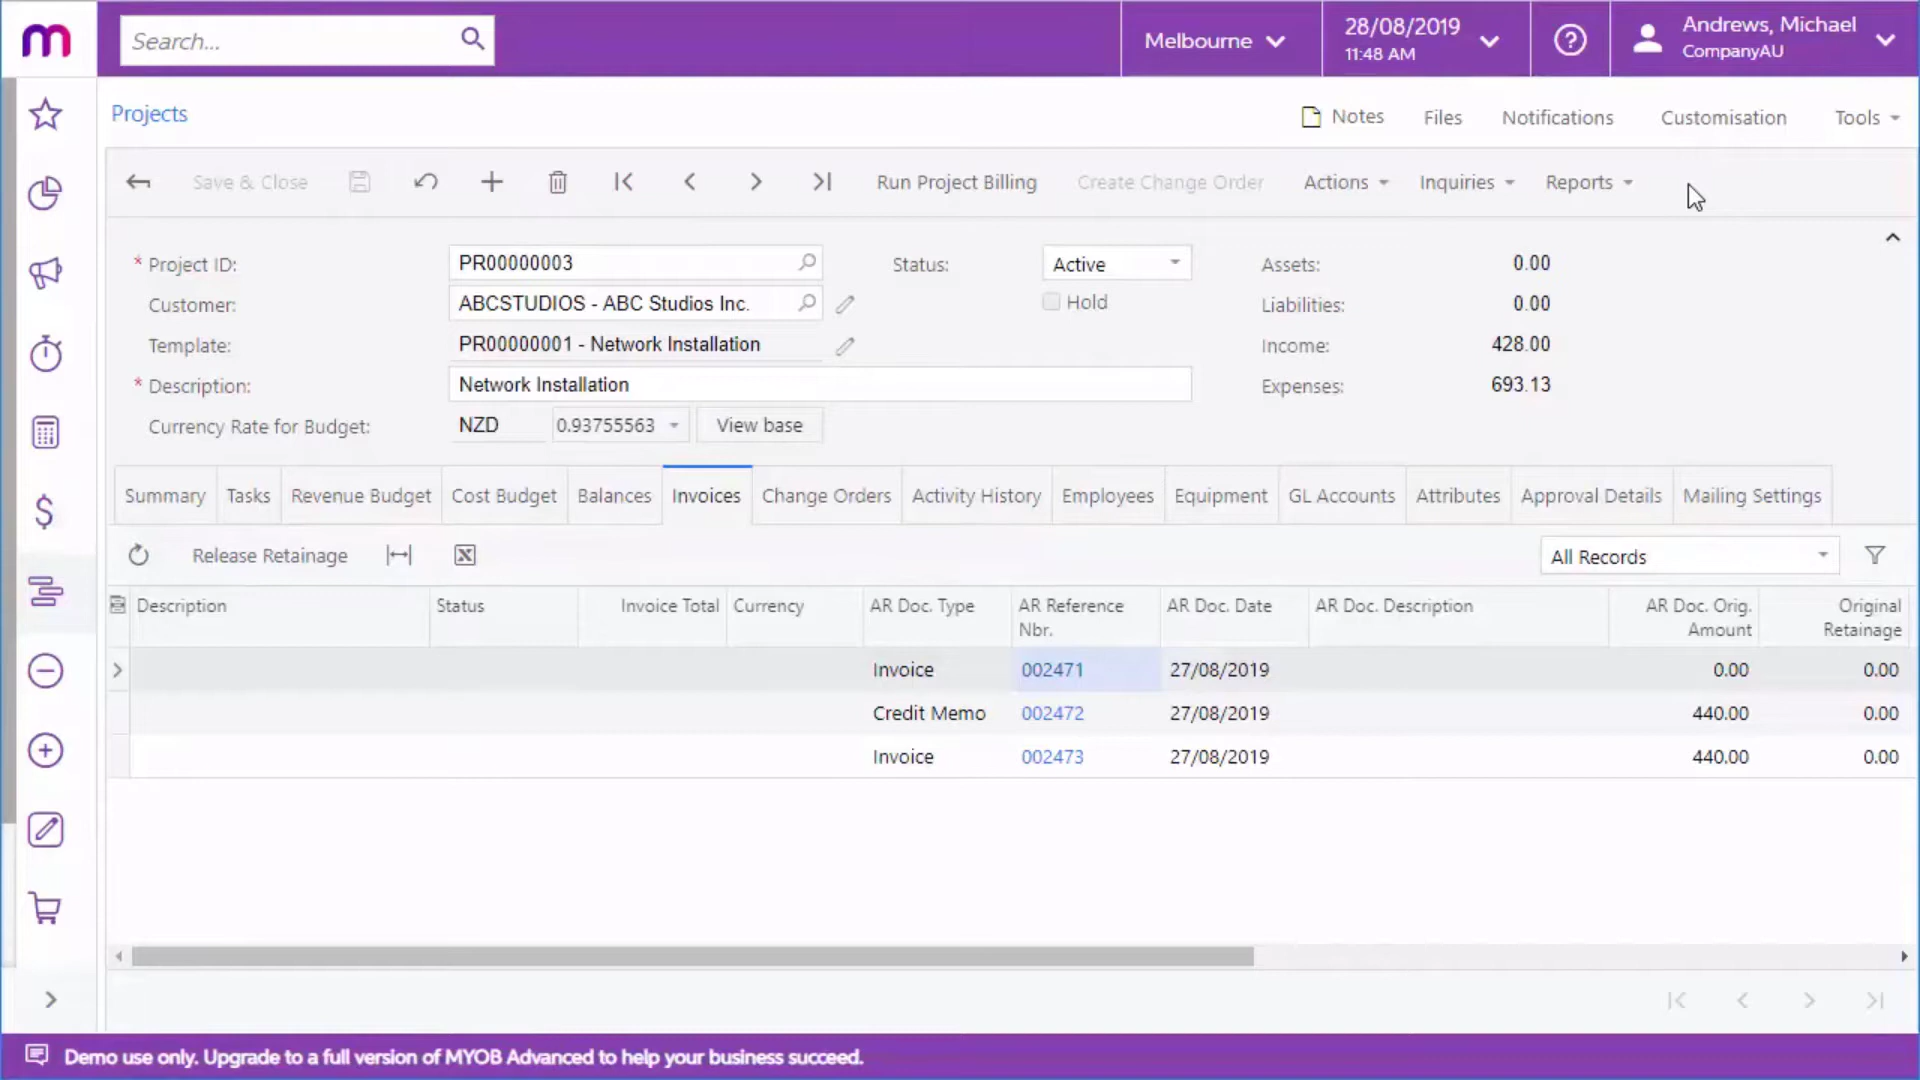 Search...
Melbourne
28/08/2019
11:48 AM
Andrews, Michael
CompanyAU
Projects
Notes Files Notifications Customisation Tools
Save & Close Run Project Billing Create Change Order Actions Inquiries Reports
* Project ID: PR00000003 Status: Active Assets: 0.00
Customer: ABCSTUDIOS - ABC Studios Inc. Hold Liabilities: 0.00
Template: PR00000001 - Network Installation Income: 428.00
* Description: Network Installation Expenses: 693.13
Currency Rate for Budget: NZD 0.93755563 View base
Summary Tasks Revenue Budget Cost Budget Balances Invoices Change Orders Activity History Employees Equipment GL Accounts Attributes Approval Details Mailing Settings
Release Retainage All Records
Description Status Invoice Total Currency AR Doc. Type AR Reference Nbr. AR Doc. Date AR Doc. Description AR Doc. Orig. Amount Original Retainage
Invoice 002471 27/08/2019 0.00 0.00
Credit Memo 002472 27/08/2019 440.00 0.00
Invoice 002473 27/08/2019 440.00 0.00
Demo use only. Upgrade to a full version of MYOB Advanced to help your business succeed.